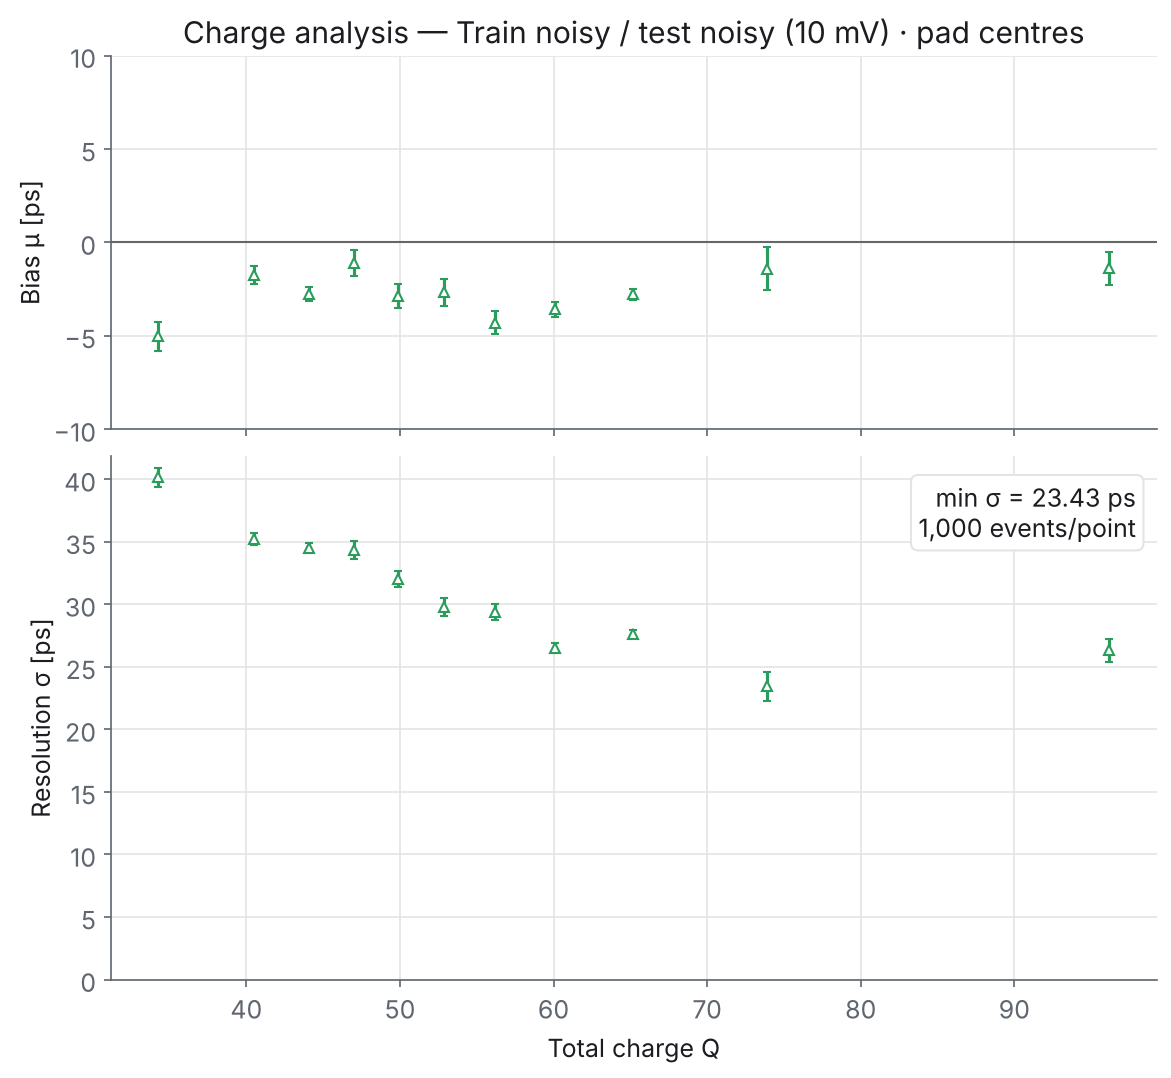 Charge analysis — Train noisy / test noisy (10 mV) · pad centres
10
5
0
−5
−10
Bias μ [ps]
40
35
30
25
20
15
10
5
0
Resolution σ [ps]
min σ = 23.43 ps
1,000 events/point
40 50 60 70 80 90
Total charge Q